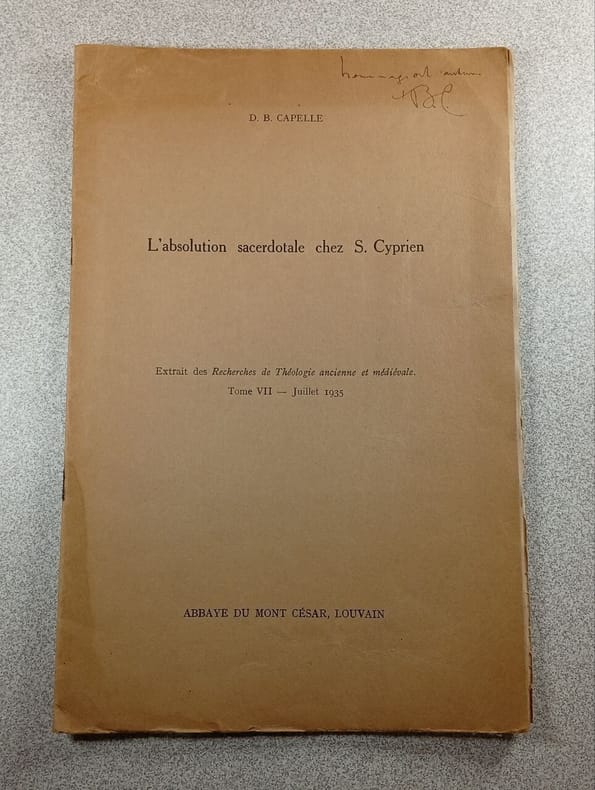 +B.C.
D. B. CAPELLE
L'absolution sacerdotale chez S. Cyprien
Extrait des Recherches de Théologie ancienne et médiévale.
Tome VII — Juillet 1935
ABBAYE DU MONT CÉSAR, LOUVAIN